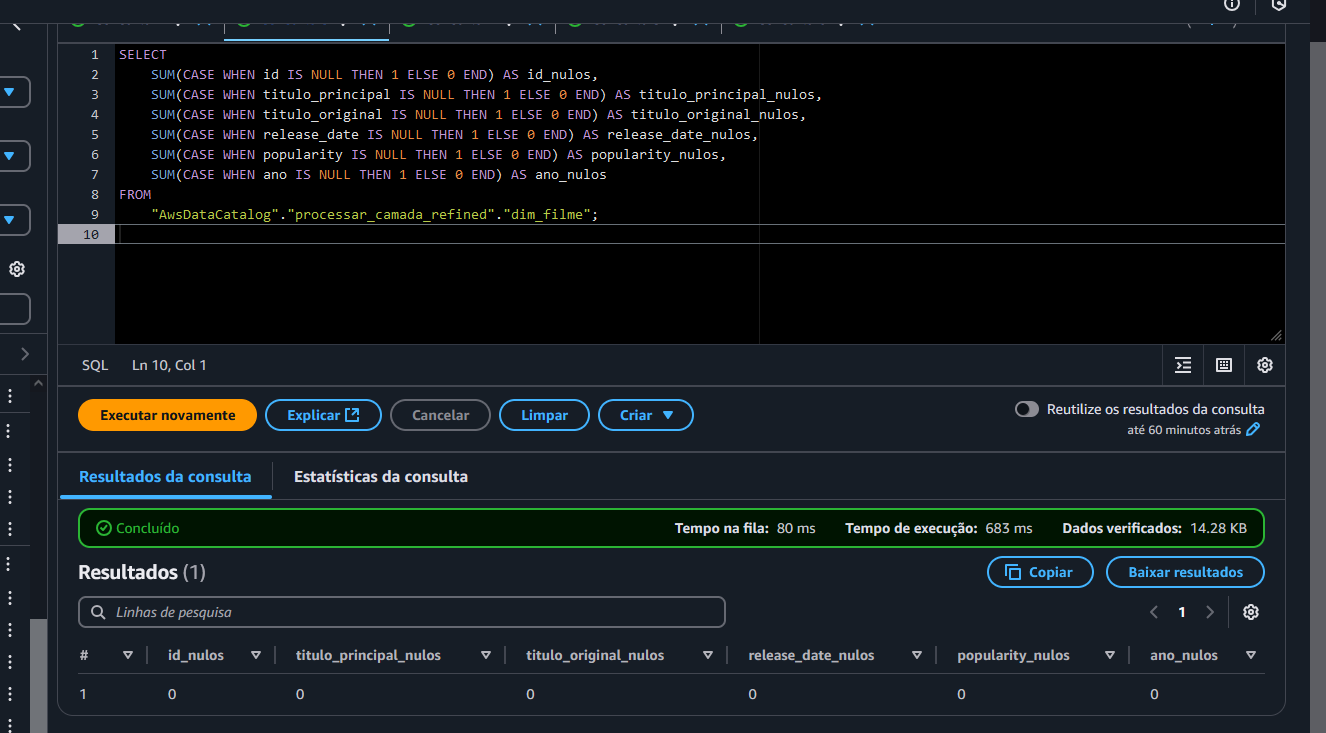 1 SELECT
2 SUM(CASE WHEN id IS NULL THEN 1 ELSE 0 END) AS id_nulos,
3 SUM(CASE WHEN titulo_principal IS NULL THEN 1 ELSE 0 END) AS titulo_principal_nulos,
4 SUM(CASE WHEN titulo_original IS NULL THEN 1 ELSE 0 END) AS titulo_original_nulos,
5 SUM(CASE WHEN release_date IS NULL THEN 1 ELSE 0 END) AS release_date_nulos,
6 SUM(CASE WHEN popularity IS NULL THEN 1 ELSE 0 END) AS popularity_nulos,
7 SUM(CASE WHEN ano IS NULL THEN 1 ELSE 0 END) AS ano_nulos
8 FROM
9 "AwsDataCatalog"."processar_camada_refined"."dim_filme";
10
SQL Ln 10, Col 1
Executar novamente Explicar Cancelar Limpar Criar Reutilize os resultados da consulta
até 60 minutos atrás
Resultados da consulta Estatísticas da consulta
Concluído Tempo na fila: 80 ms Tempo de execução: 683 ms Dados verificados: 14.28 KB
Resultados (1) Copiar Baixar resultados
Linhas de pesquisa 1
# id_nulos titulo_principal_nulos titulo_original_nulos release_date_nulos popularity_nulos ano_nulos
1 0 0 0 0 0 0